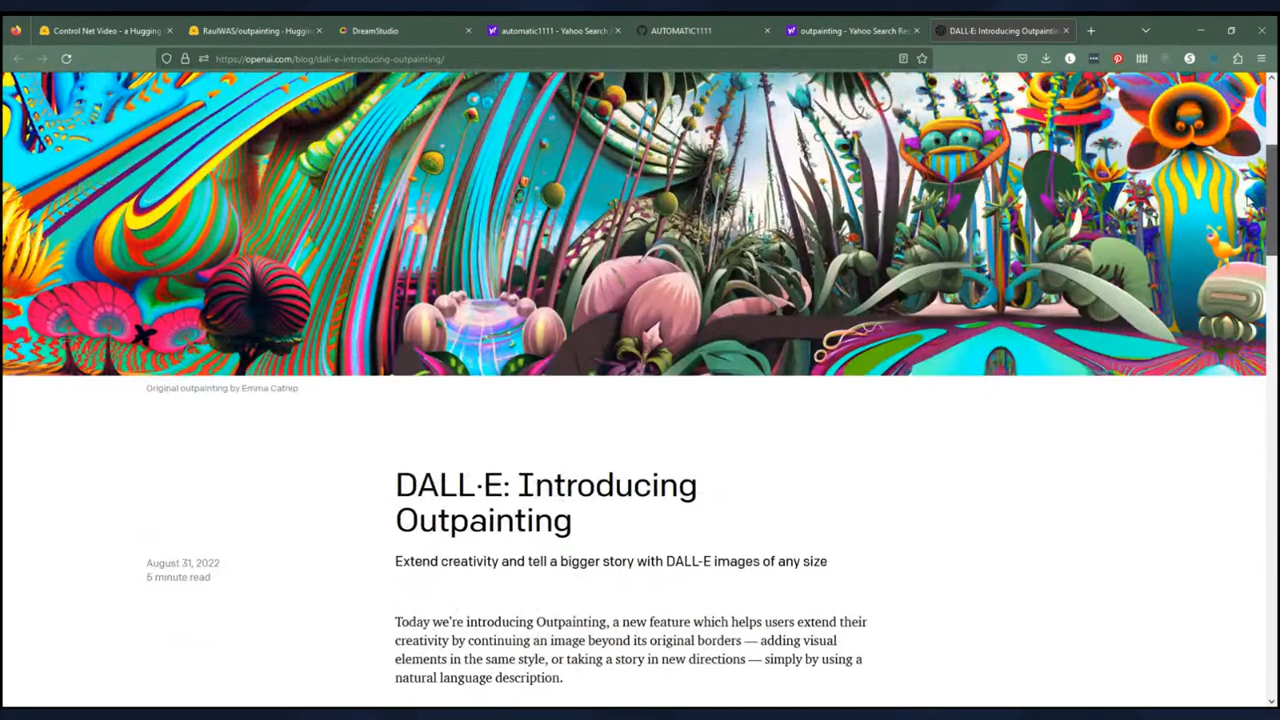 Control Net Video - a Hugging
RaulWAS/outpainting - Huggin
DreamStudio
automatic1111 - Yahoo Search
AUTOMATIC1111
outpainting - Yahoo Search Re
DALL·E: Introducing Outpaintin
https://openai.com/blog/dall-e-introducing-outpainting/
Original outpainting by Emma Catnip
DALL·E: Introducing
Outpainting
Extend creativity and tell a bigger story with DALL-E images of any size
August 31, 2022
5 minute read
Today we're introducing Outpainting, a new feature which helps users extend their
creativity by continuing an image beyond its original borders — adding visual
elements in the same style, or taking a story in new directions — simply by using a
natural language description.